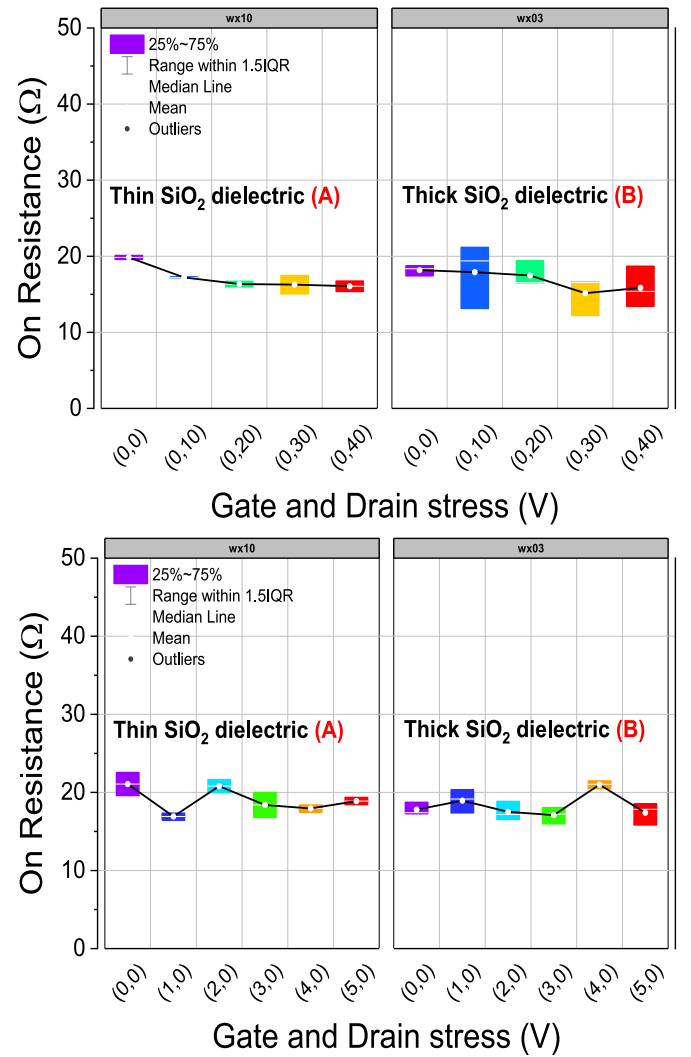 wx10
wx03
25%~75%
Range within 1.5IQR
Median Line
Mean
Outliers
Thin SiO₂ dielectric (A)
Thick SiO₂ dielectric (B)
On Resistance (Ω)
50
40
30
20
10
0
(0,0) (0,10) (0,20) (0,30) (0,40)
(0,0) (0,10) (0,20) (0,30) (0,40)
Gate and Drain stress (V)
wx10
wx03
25%~75%
Range within 1.5IQR
Median Line
Mean
Outliers
Thin SiO₂ dielectric (A)
Thick SiO₂ dielectric (B)
On Resistance (Ω)
50
40
30
20
10
0
(0,0) (1,0) (2,0) (3,0) (4,0) (5,0)
(0,0) (1,0) (2,0) (3,0) (4,0) (5,0)
Gate and Drain stress (V)